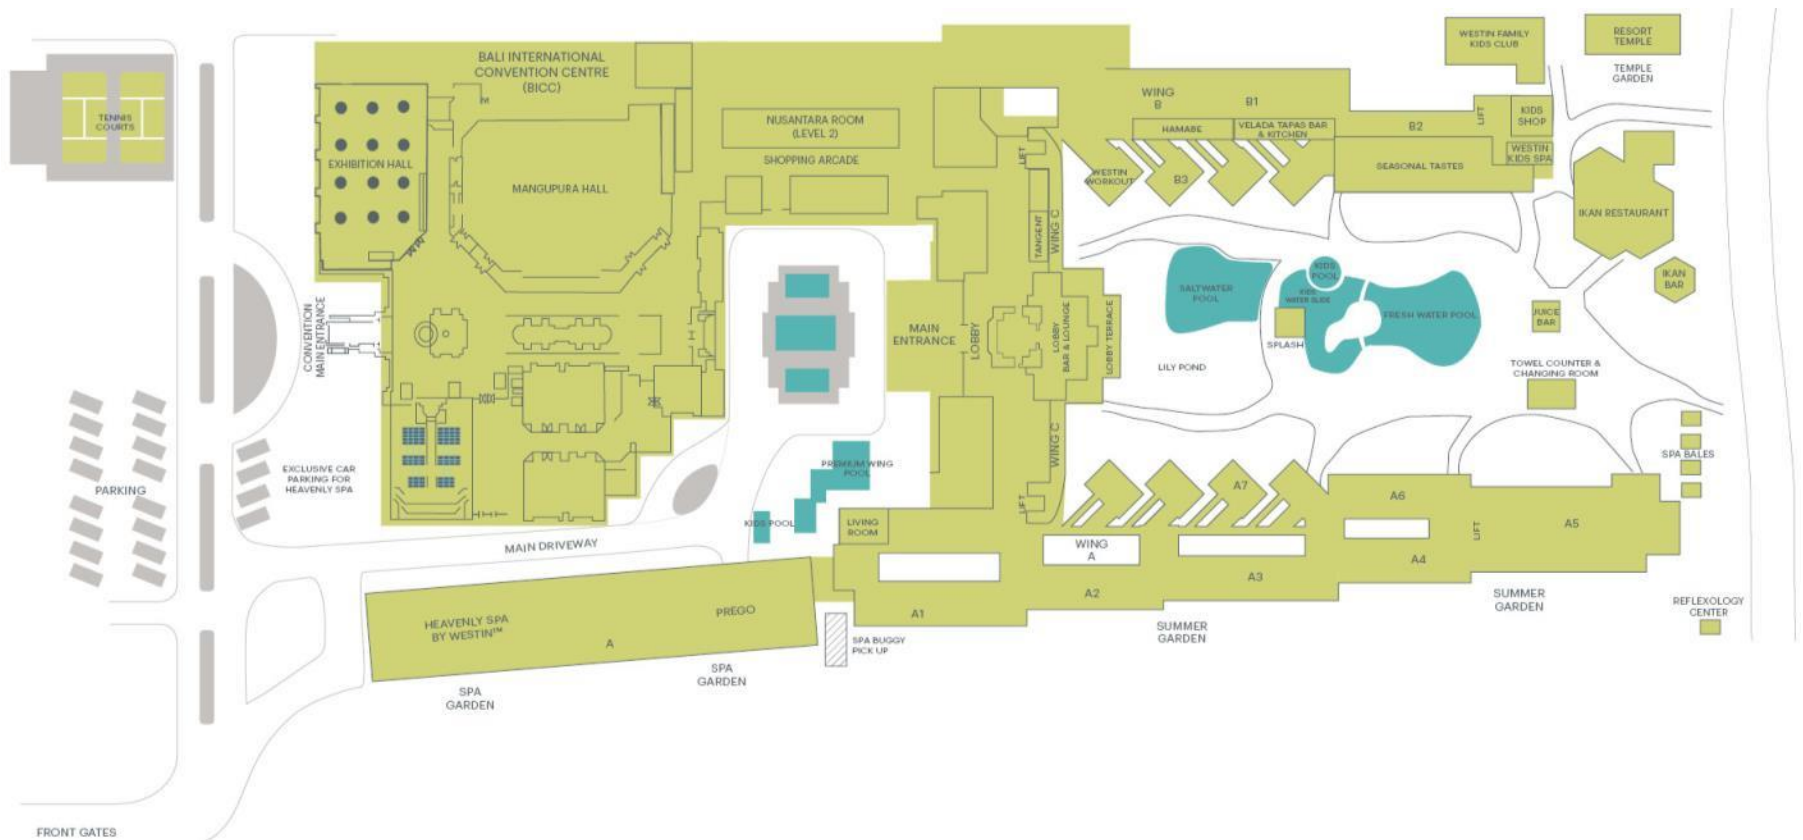 WESTIN FAMILY
KIDS CLUB
RESORT
TEMPLE
TEMPLE
GARDEN
BALI INTERNATIONAL
CONVENTION CENTRE
(BICC)
WING
B
B1
B2
LIFT
KIDS
SHOP
TENNIS
COURTS
NUSANTARA ROOM
(LEVEL 2)
HAMABE
VELADA TAPAS BAR
& KITCHEN
SHOPPING ARCADE
EXHIBITION HALL
MANGUPURA HALL
LIFT
WESTIN
WORKOUT
B3
SEASONAL TASTES
WESTIN
KIDS SPA
IKAN RESTAURANT
TANGENT
WING C
KIDS
POOL
IKAN
BAR
SALTWATER
POOL
KIDS
WATER SLIDE
FRESH WATER POOL
JUICE
BAR
CONVENTION
MAIN ENTRANCE
MAIN
ENTRANCE
LOBBY
LOBBY
BAR & LOUNGE
LOBBY TERRACE
SPLASH
LILY POND
TOWEL COUNTER &
CHANGING ROOM
WING C
SPA BALES
PARKING
EXCLUSIVE CAR
PARKING FOR
HEAVENLY SPA
PREMIUM WING
POOL
KIDS POOL
LIVING
ROOM
LIFT
A7
A6
LIFT
A5
MAIN DRIVEWAY
WING
A
A4
A3
A2
A1
SUMMER
GARDEN
SUMMER
GARDEN
REFLEXOLOGY
CENTER
HEAVENLY SPA
BY WESTIN™
PREGO
A
SPA BUGGY
PICK UP
SPA
GARDEN
SPA
GARDEN
FRONT GATES